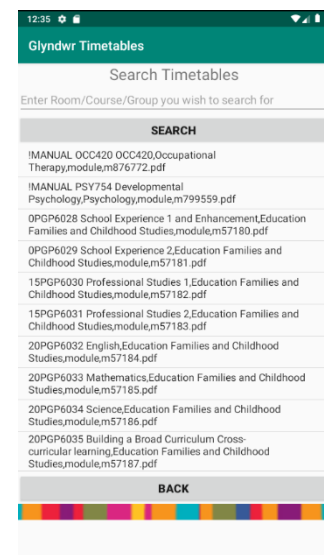 12:35
Glyndwr Timetables
Search Timetables
Enter Room/Course/Group you wish to search for
SEARCH
!MANUAL OCC420 OCC420,Occupational
Therapy,module,m876772.pdf
!MANUAL PSY754 Developmental
Psychology,Psychology,module,m799559.pdf
0PGP6028 School Experience 1 and Enhancement,Education
Families and Childhood Studies,module,m57180.pdf
0PGP6029 School Experience 2,Education Families and
Childhood Studies,module,m57181.pdf
15PGP6030 Professional Studies 1,Education Families and
Childhood Studies,module,m57182.pdf
15PGP6031 Professional Studies 2,Education Families and
Childhood Studies,module,m57183.pdf
20PGP6032 English,Education Families and Childhood
Studies,module,m57184.pdf
20PGP6033 Mathematics,Education Families and Childhood
Studies,module,m57185.pdf
20PGP6034 Science,Education Families and Childhood
Studies,module,m57186.pdf
20PGP6035 Building a Broad Curriculum Cross-
curricular learning,Education Families and Childhood
Studies,module,m57187.pdf
BACK